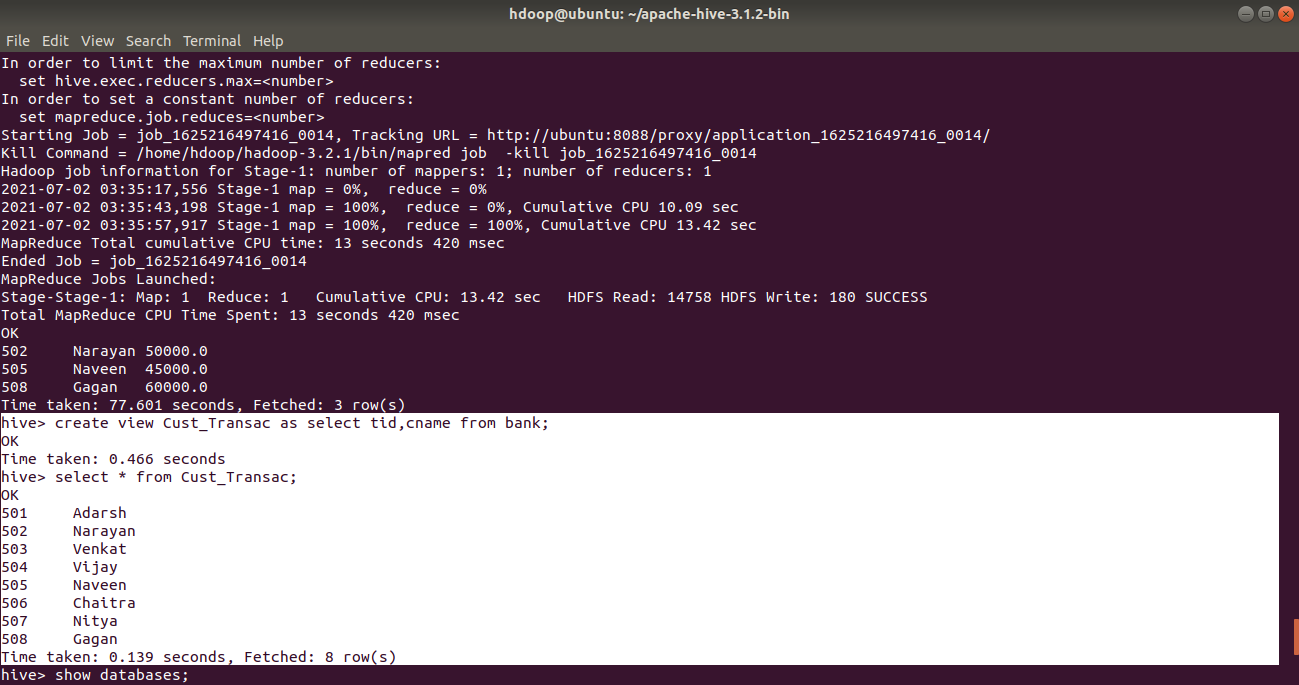 hdoop@ubuntu: ~/apache-hive-3.1.2-bin
File Edit View Search Terminal Help
In order to limit the maximum number of reducers:
  set hive.exec.reducers.max=<number>
In order to set a constant number of reducers:
  set mapreduce.job.reduces=<number>
Starting Job = job_1625216497416_0014, Tracking URL = http://ubuntu:8088/proxy/application_1625216497416_0014/
Kill Command = /home/hdoop/hadoop-3.2.1/bin/mapred job  -kill job_1625216497416_0014
Hadoop job information for Stage-1: number of mappers: 1; number of reducers: 1
2021-07-02 03:35:17,556 Stage-1 map = 0%,  reduce = 0%
2021-07-02 03:35:43,198 Stage-1 map = 100%,  reduce = 0%, Cumulative CPU 10.09 sec
2021-07-02 03:35:57,917 Stage-1 map = 100%,  reduce = 100%, Cumulative CPU 13.42 sec
MapReduce Total cumulative CPU time: 13 seconds 420 msec
Ended Job = job_1625216497416_0014
MapReduce Jobs Launched:
Stage-Stage-1: Map: 1  Reduce: 1   Cumulative CPU: 13.42 sec   HDFS Read: 14758 HDFS Write: 180 SUCCESS
Total MapReduce CPU Time Spent: 13 seconds 420 msec
OK
502     Narayan 50000.0
505     Naveen  45000.0
508     Gagan   60000.0
Time taken: 77.601 seconds, Fetched: 3 row(s)
hive> create view Cust_Transac as select tid,cname from bank;
OK
Time taken: 0.466 seconds
hive> select * from Cust_Transac;
OK
501     Adarsh
502     Narayan
503     Venkat
504     Vijay
505     Naveen
506     Chaitra
507     Nitya
508     Gagan
Time taken: 0.139 seconds, Fetched: 8 row(s)
hive> show databases;